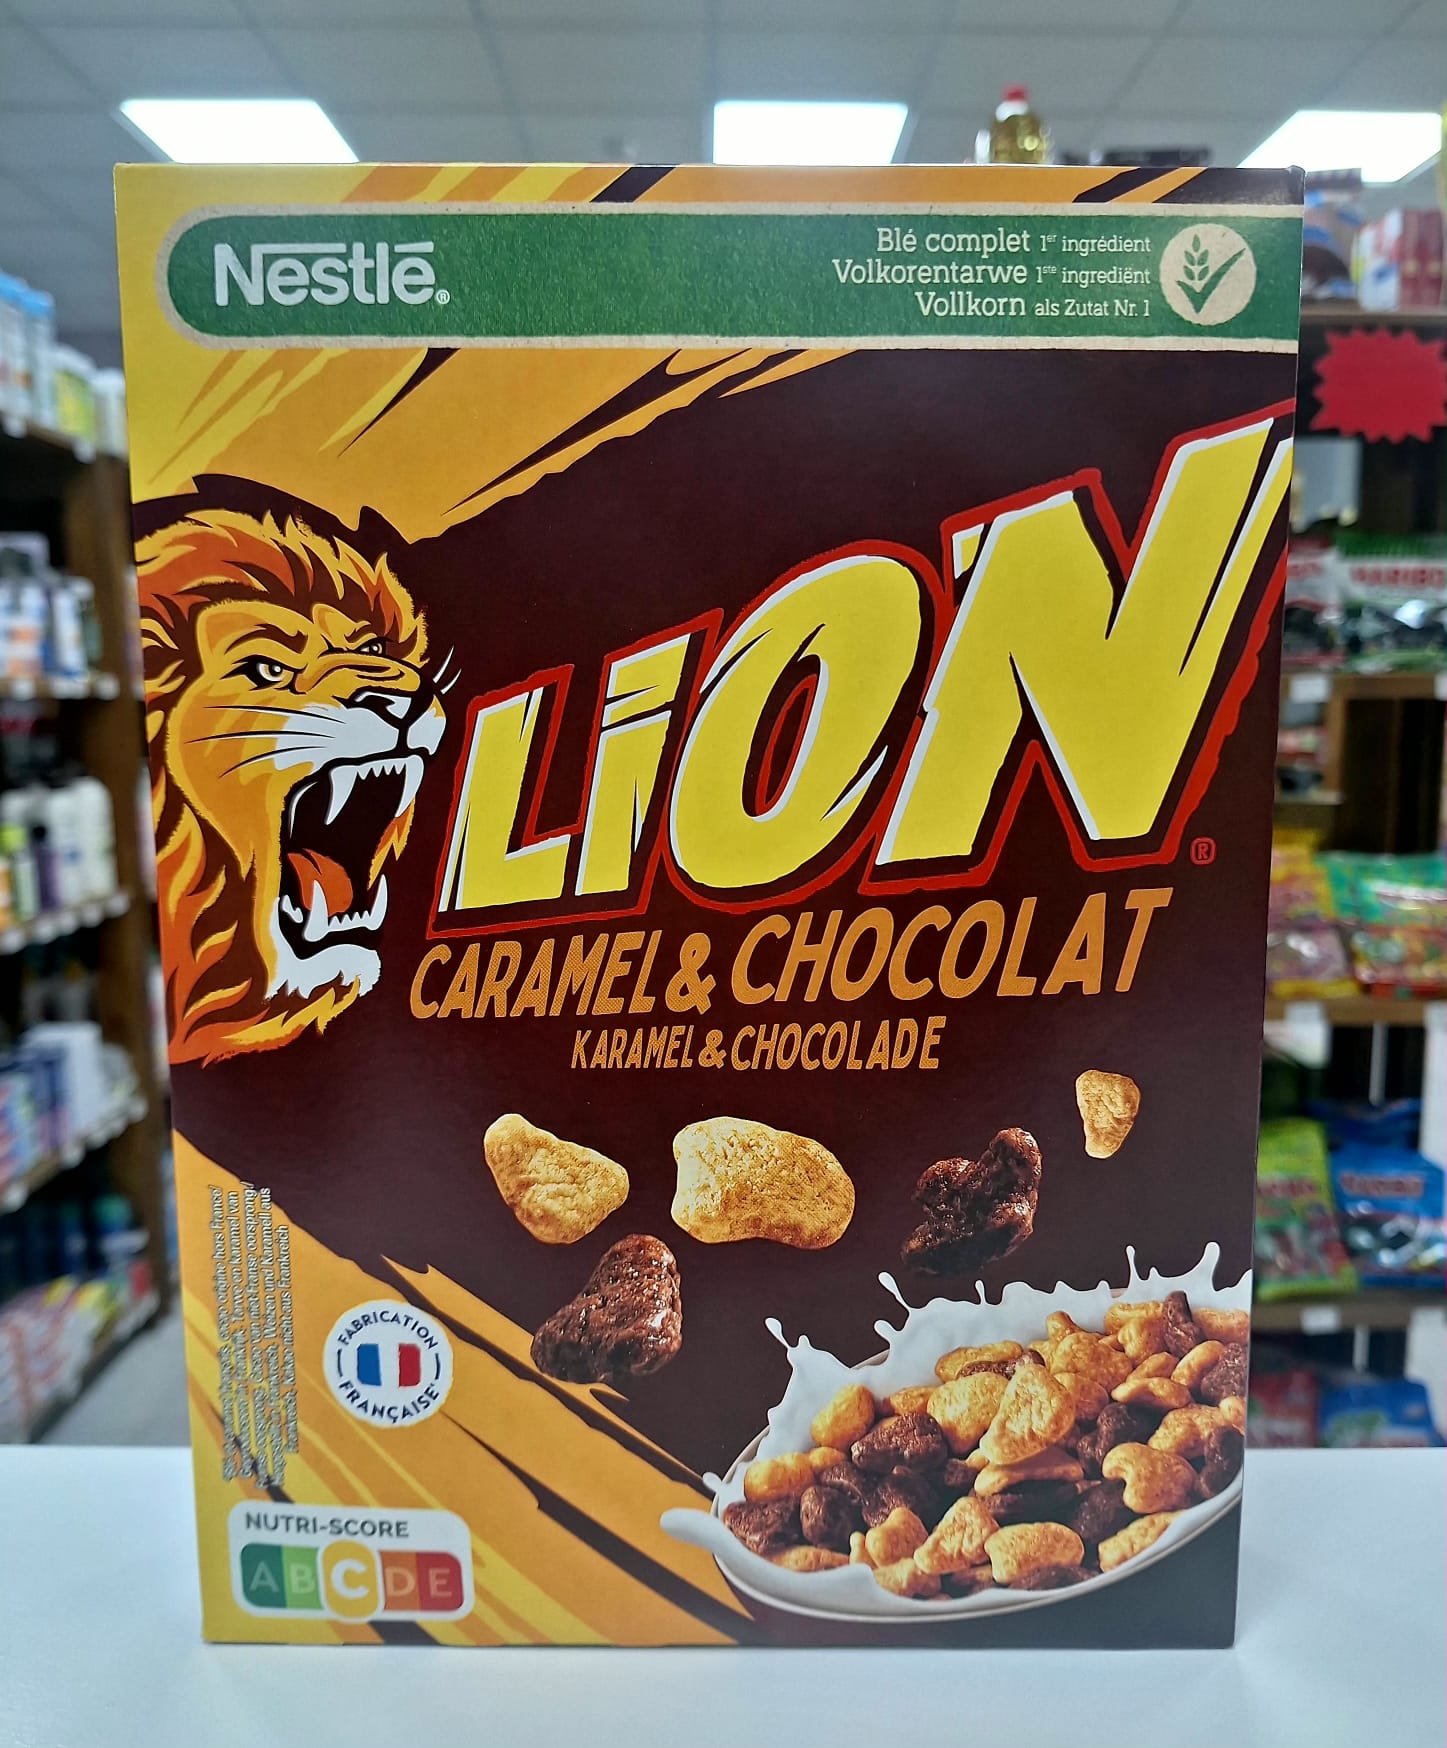 Nestlé®
Blé complet 1er ingrédient
Volkorentarwe 1ste ingrediënt
Vollkorn als Zutat Nr. 1
LION®
CARAMEL & CHOCOLAT
KARAMEL & CHOCOLADE
FABRICATION
FRANÇAISE
NUTRI-SCORE
A B C D E
HARIBO